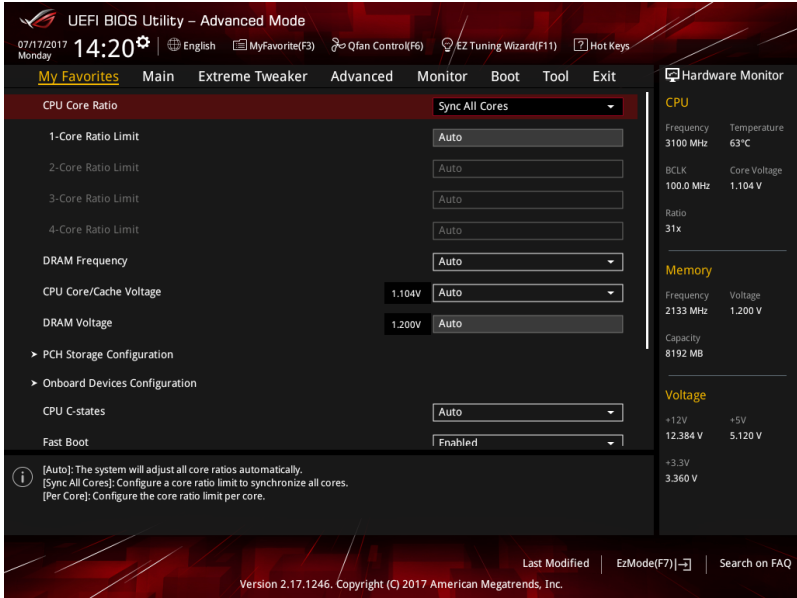 UEFI BIOS Utility – Advanced Mode
07/17/2017 Monday 14:20 English MyFavorite(F3) Qfan Control(F6) EZ Tuning Wizard(F11) ? Hot Keys
My Favorites Main Extreme Tweaker Advanced Monitor Boot Tool Exit
CPU Core Ratio Sync All Cores
1-Core Ratio Limit Auto
2-Core Ratio Limit Auto
3-Core Ratio Limit Auto
4-Core Ratio Limit Auto
DRAM Frequency Auto
CPU Core/Cache Voltage 1.104V Auto
DRAM Voltage 1.200V Auto
> PCH Storage Configuration
> Onboard Devices Configuration
CPU C-states Auto
Fast Boot Enabled
Hardware Monitor
CPU
Frequency Temperature
3100 MHz 63°C
BCLK Core Voltage
100.0 MHz 1.104 V
Ratio
31x
Memory
Frequency Voltage
2133 MHz 1.200 V
Capacity
8192 MB
Voltage
+12V +5V
12.384 V 5.120 V
+3.3V
3.360 V
[Auto]: The system will adjust all core ratios automatically.
[Sync All Cores]: Configure a core ratio limit to synchronize all cores.
[Per Core]: Configure the core ratio limit per core.
Last Modified EzMode(F7) Search on FAQ
Version 2.17.1246. Copyright (C) 2017 American Megatrends, Inc.